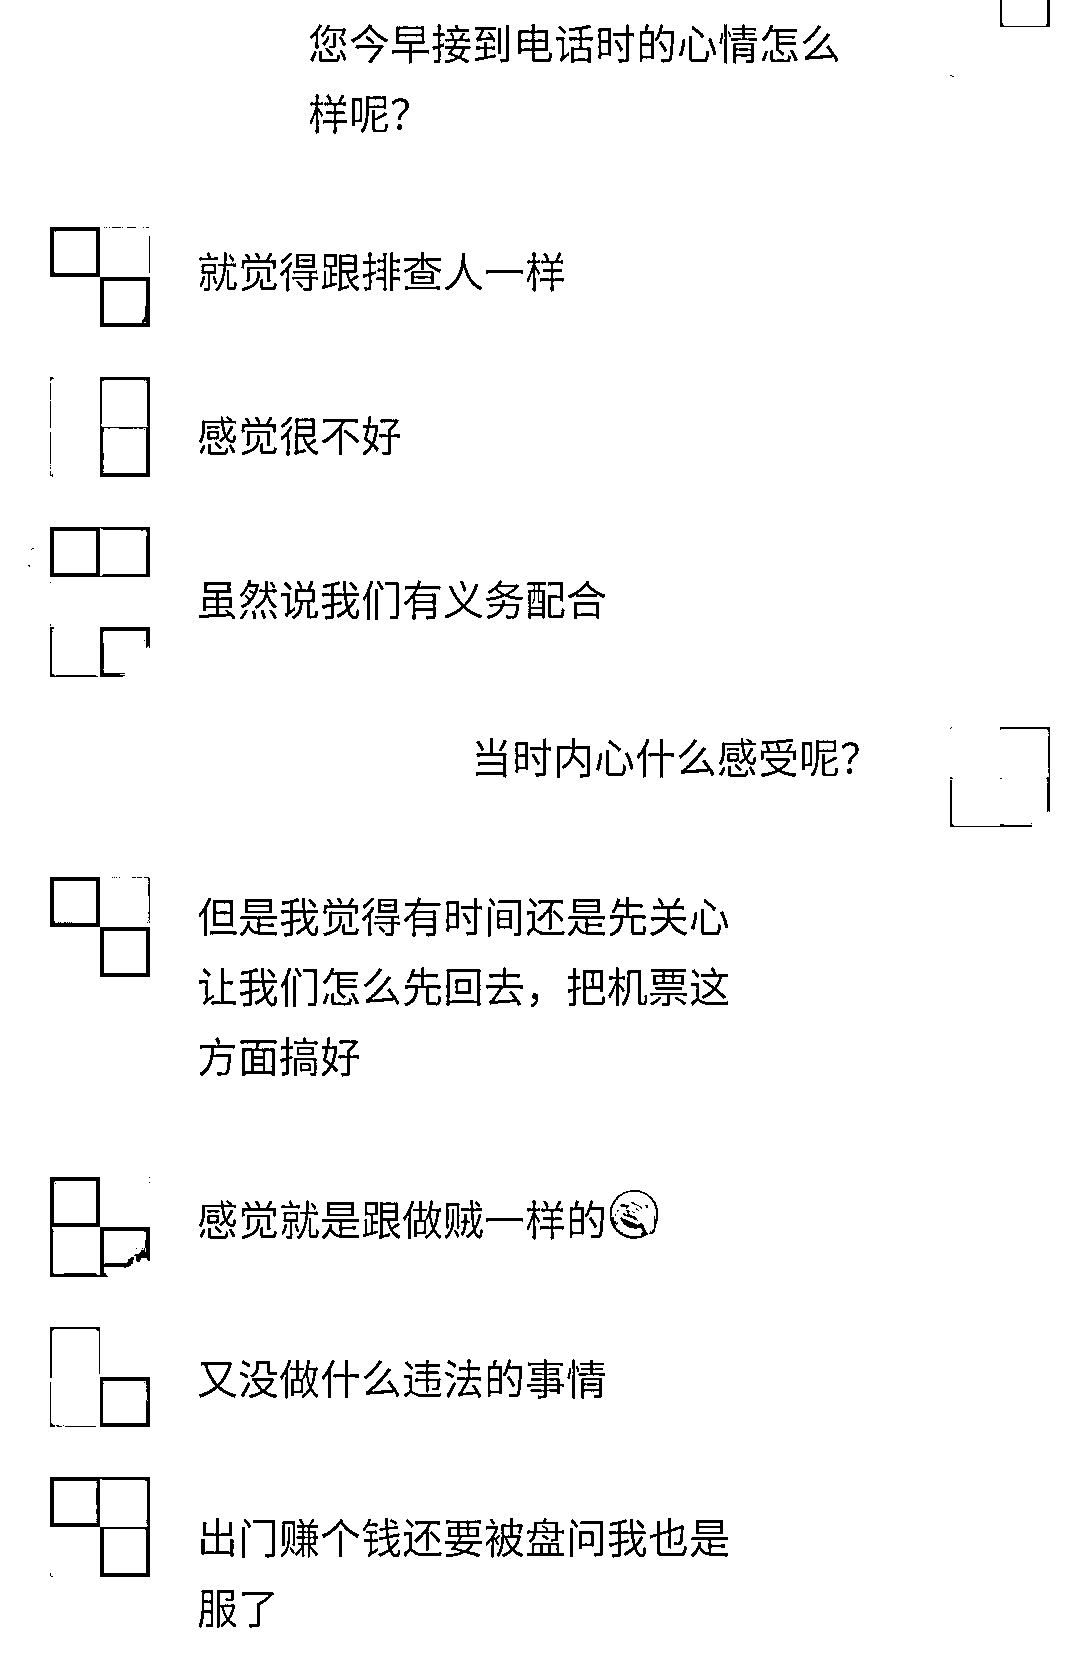 您今早接到电话时的心情怎么
样呢？
就觉得跟排查人一样
感觉很不好
虽然说我们有义务配合
当时内心什么感受呢？
但是我觉得有时间还是先关心
让我们怎么先回去，把机票这
方面搞好
感觉就是跟做贼一样的
又没做什么违法的事情
出门赚个钱还要被盘问我也是
服了